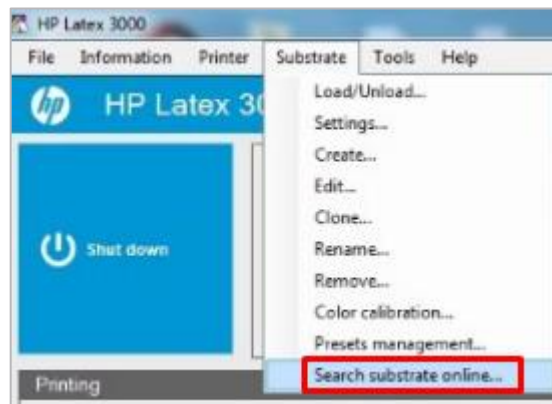 HP Latex 3000
File Information Printer Substrate Tools Help
hp HP Latex 30
Load/Unload...
Settings...
Create...
Edit...
Clone...
Rename...
Remove...
Color calibration...
Presets management...
Search substrate online...
Shut down
Printing